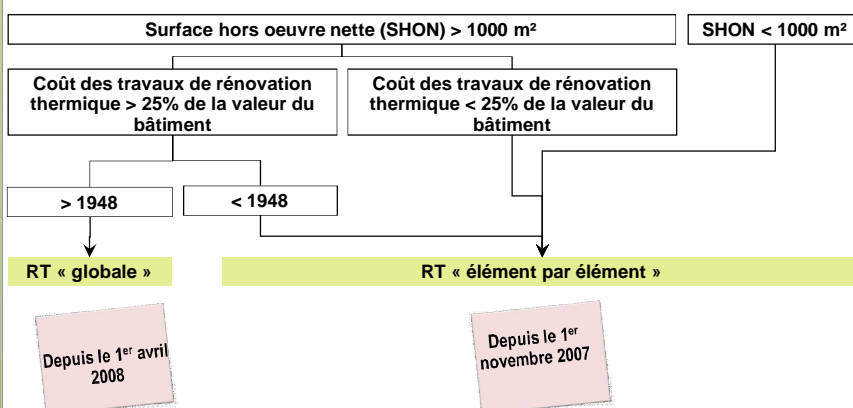 Surface hors oeuvre nette (SHON) > 1000 m²
SHON < 1000 m²
Coût des travaux de rénovation
thermique > 25% de la valeur du
bâtiment
Coût des travaux de rénovation
thermique < 25% de la valeur du
bâtiment
> 1948
< 1948
RT « globale »
RT « élément par élément »
Depuis le 1er avril
2008
Depuis le 1er
novembre 2007